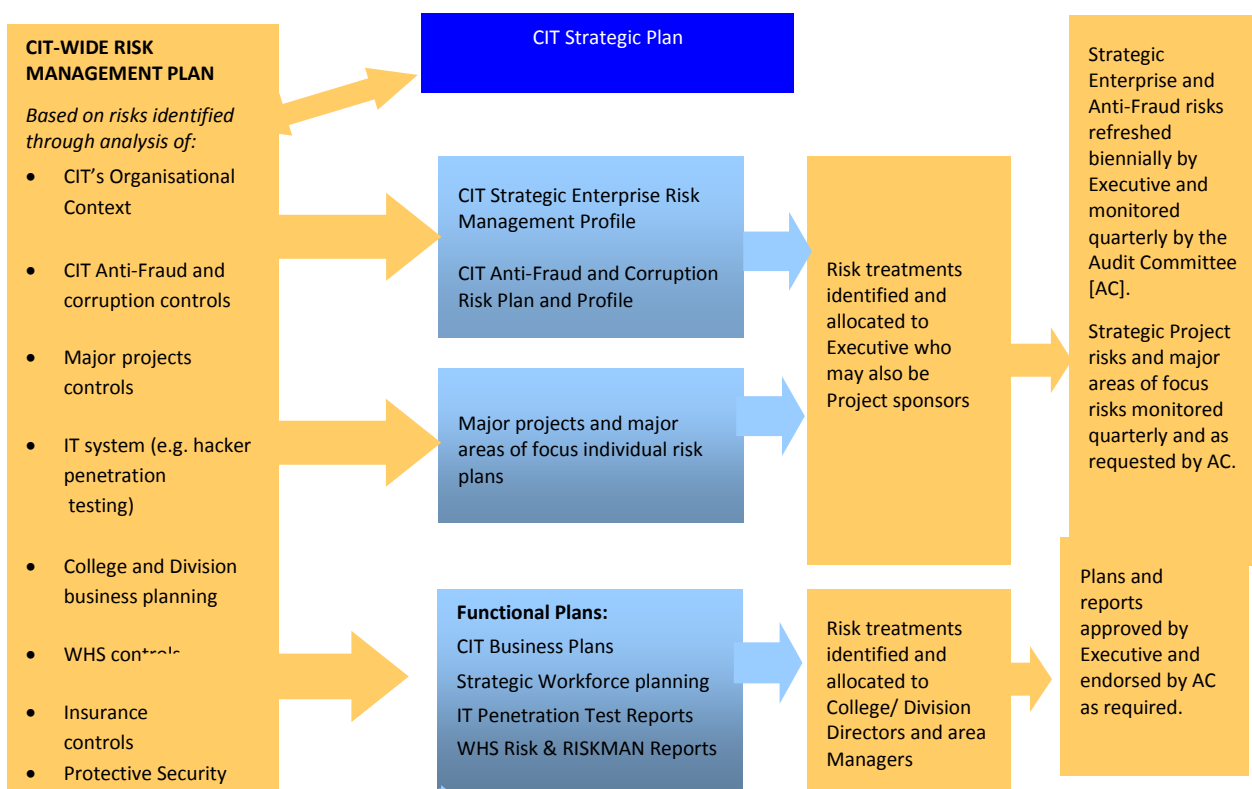 CIT-WIDE RISK
MANAGEMENT PLAN
Based on risks identified
through analysis of:
• CIT's Organisational
Context
• CIT Anti-Fraud and
corruption controls
• Major projects
controls
• IT system (e.g. hacker
penetration
testing)
• College and Division
business planning
• WHS controls
• Insurance
controls
• Protective Security
CIT Strategic Plan
CIT Strategic Enterprise Risk
Management Profile
CIT Anti-Fraud and Corruption
Risk Plan and Profile
Major projects and major
areas of focus individual risk
plans
Functional Plans:
CIT Business Plans
Strategic Workforce planning
IT Penetration Test Reports
WHS Risk & RISKMAN Reports
Risk treatments
identified and
allocated to
Executive who
may also be
Project sponsors
Risk treatments
identified and
allocated to
College/ Division
Directors and area
Managers
Strategic
Enterprise and
Anti-Fraud risks
refreshed
biennially by
Executive and
monitored
quarterly by the
Audit Committee
[AC].
Strategic Project
risks and major
areas of focus
risks monitored
quarterly and as
requested by AC.
Plans and
reports
approved by
Executive and
endorsed by AC
as required.